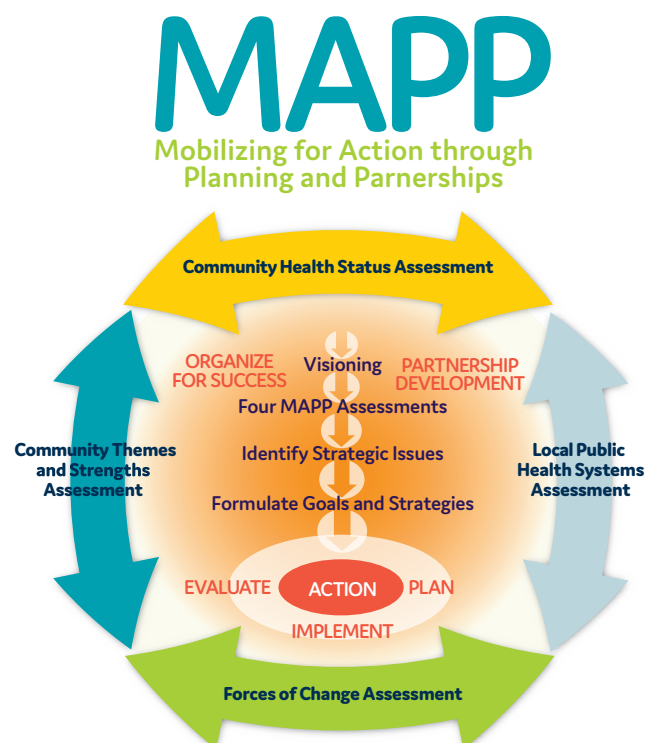 MAPP
Mobilizing for Action through
Planning and Parnerships
Community Health Status Assessment
ORGANIZE
FOR SUCCESS
Visioning
PARTNERSHIP
DEVELOPMENT
Four MAPP Assessments
Community Themes
and Strengths
Assessment
Identify Strategic Issues
Local Public
Health Systems
Assessment
Formulate Goals and Strategies
EVALUATE
ACTION
PLAN
IMPLEMENT
Forces of Change Assessment